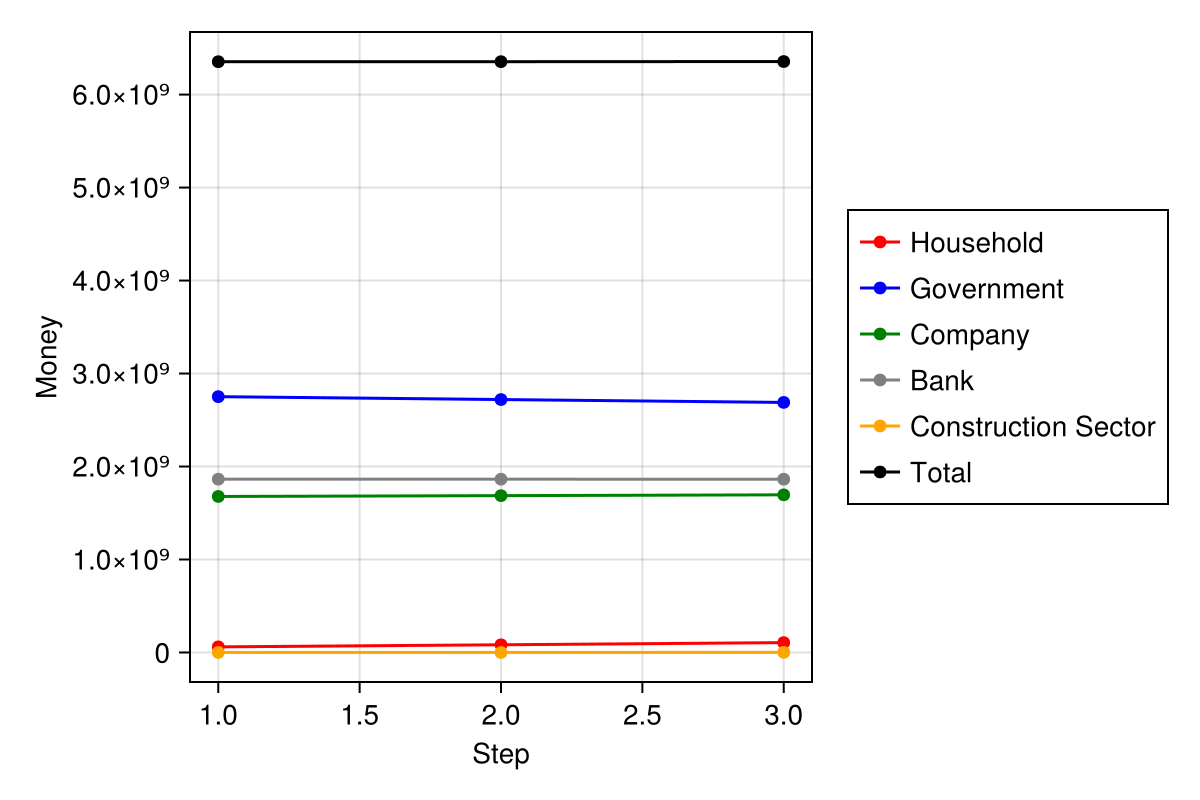 6.0×10⁹
5.0×10⁹
4.0×10⁹
3.0×10⁹
2.0×10⁹
1.0×10⁹
0
Money
1.0 1.5 2.0 2.5 3.0
Step
Household
Government
Company
Bank
Construction Sector
Total